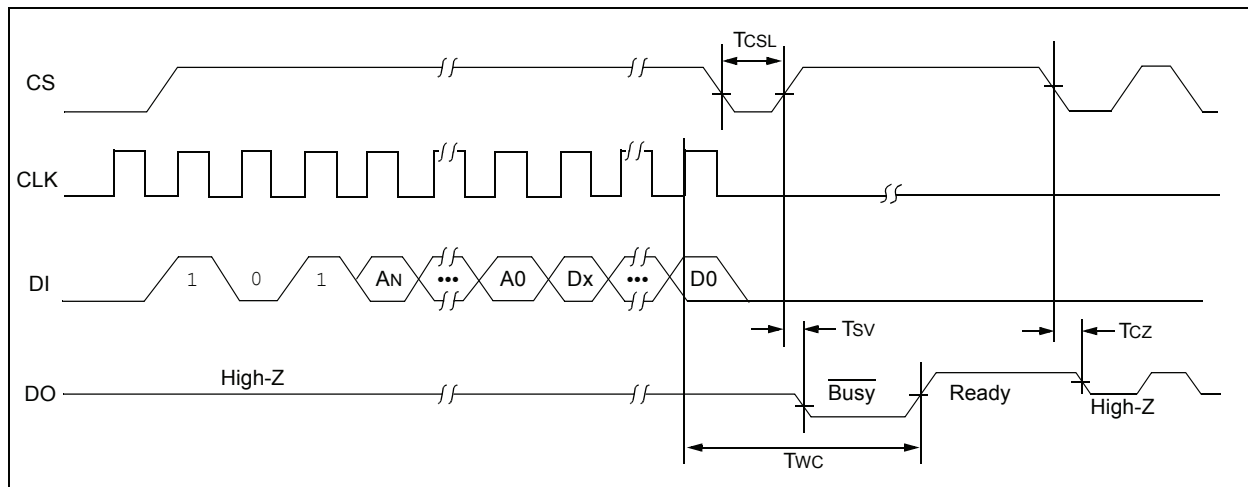 TCSL
CS
CLK
DI 1 0 1 AN ••• A0 Dx ••• D0
TSV TCZ
High-Z
DO Busy Ready High-Z
TWC